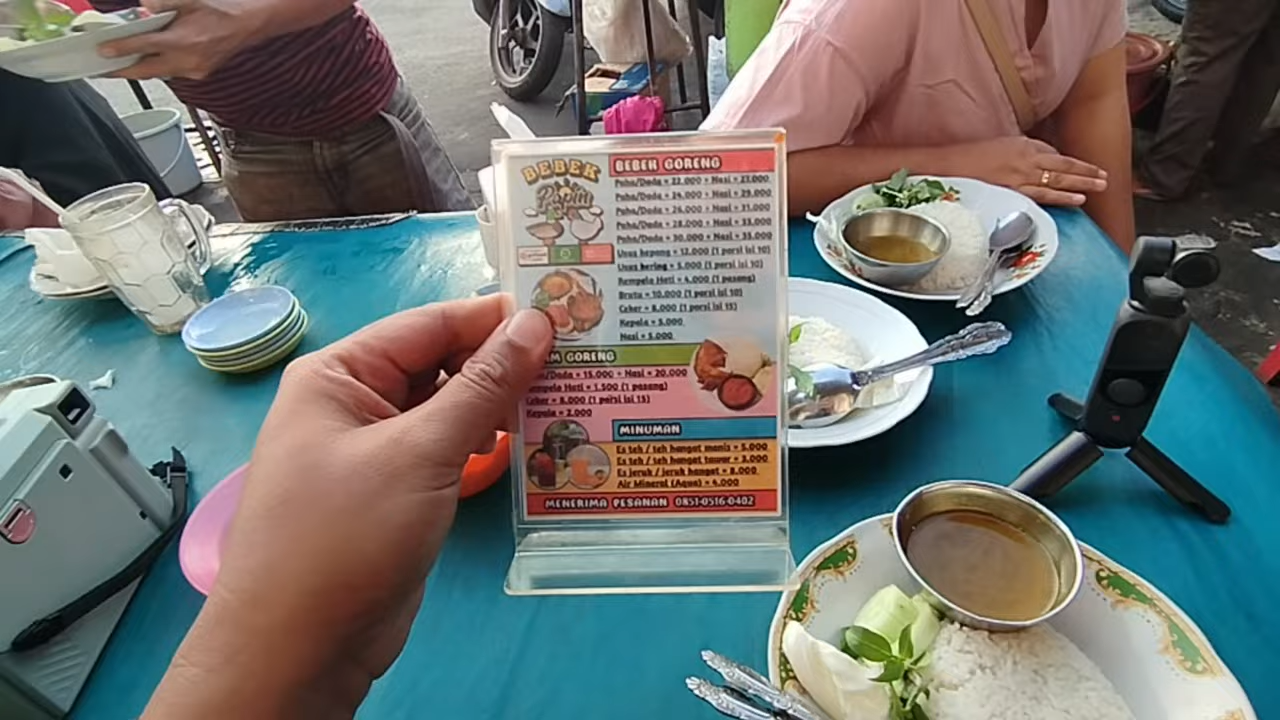 BEBEK
Papin
BEBEK GORENG
Paha/Dada = 22.000 + Nasi = 27.000
Paha/Dada = 24.000 + Nasi = 29.000
Paha/Dada = 26.000 + Nasi = 31.000
Paha/Dada = 28.000 + Nasi = 33.000
Paha/Dada = 30.000 + Nasi = 35.000
Usus kepang = 12.000 (1 porsi isi 10)
Usus kering = 5.000 (1 porsi isi 10)
Rempela Hati = 4.000 (1 pasang)
Brutu = 10.000 (1 porsi isi 10)
Ceker = 8.000 (1 porsi isi 15)
Kepala = 5.000
Nasi = 5.000
M GORENG
/Dada = 15.000 + Nasi = 20.000
empela Hati = 1.500 (1 pasang)
Ceker = 8.000 (1 porsi isi 15)
Kepala = 2.000
MINUMAN
Es teh / teh hangat manis = 5.000
Es teh / teh hangat tawar = 3.000
Es jeruk / jeruk hangat = 8.000
Air Mineral (Aqua) = 4.000
MENERIMA PESANAN 0851-0516-0402